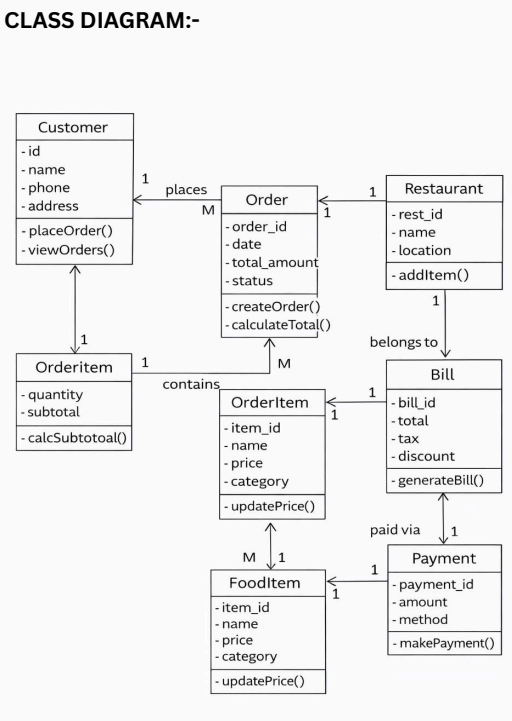 CLASS DIAGRAM:-
Customer
- id
- name
- phone
- address
- placeOrder()
- viewOrders()
1
places
M
Order
- order_id
- date
- total_amount
- status
- createOrder()
- calculateTotal()
1
1
Restaurant
- rest_id
- name
- location
- addItem()
1
belongs to
1
Orderitem
- quantity
- subtotal
- calcSubtotoal()
1
contains
M
OrderItem
- item_id
- name
- price
- category
- updatePrice()
1
1
Bill
- bill_id
- total
- tax
- discount
- generateBill()
paid via
1
M
1
FoodItem
- item_id
- name
- price
- category
- updatePrice()
1
1
Payment
- payment_id
- amount
- method
- makePayment()